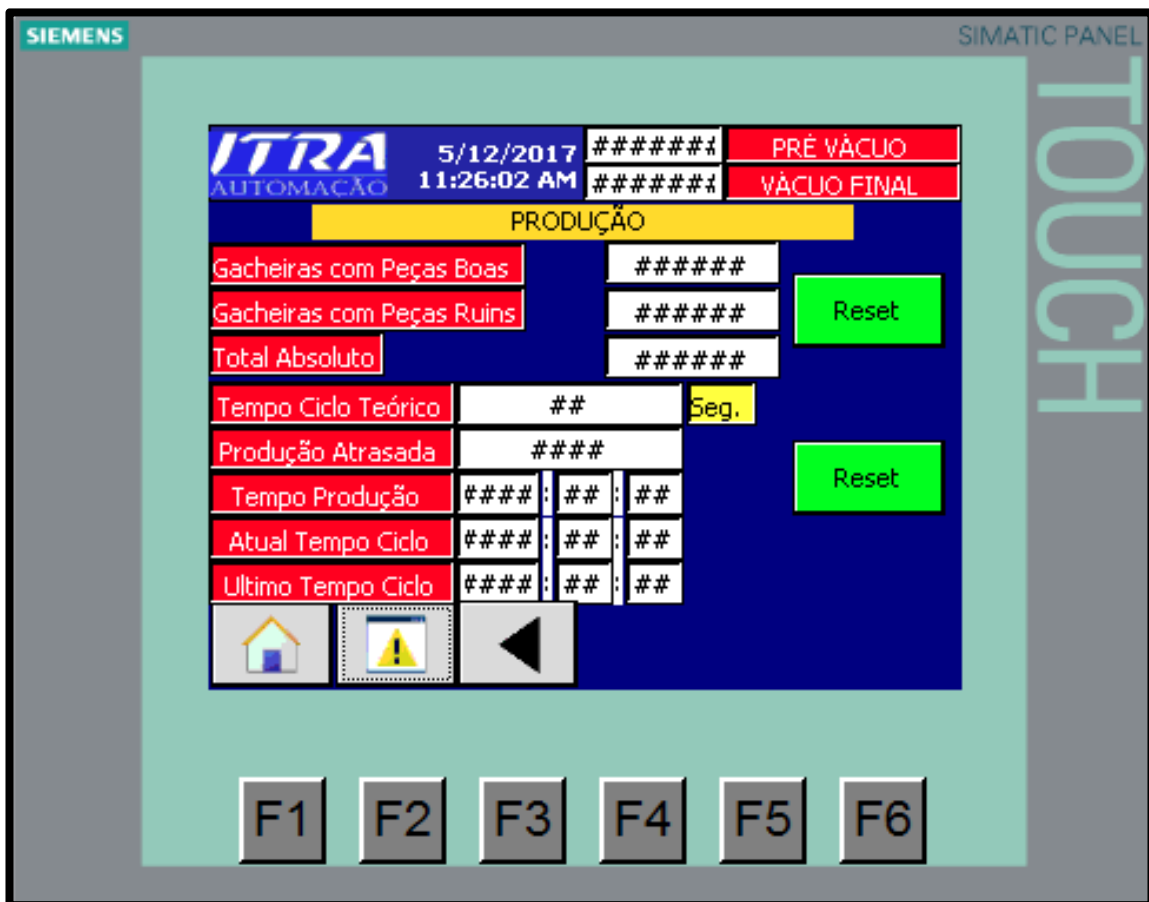 SIEMENS
SIMATIC PANEL
TOUCH
ITRA
AUTOMAÇÃO
5/12/2017
11:26:02 AM
####### PRÉ VÀCUO
####### VÀCUO FINAL
PRODUÇÃO
Gacheiras com Peças Boas ######
Gacheiras com Peças Ruins ######
Reset
Total Absoluto ######
Tempo Ciclo Teórico ## Seg.
Produção Atrasada ####
Reset
Tempo Produção ####:##:##
Atual Tempo Ciclo ####:##:##
Ultimo Tempo Ciclo ####:##:##
F1 F2 F3 F4 F5 F6